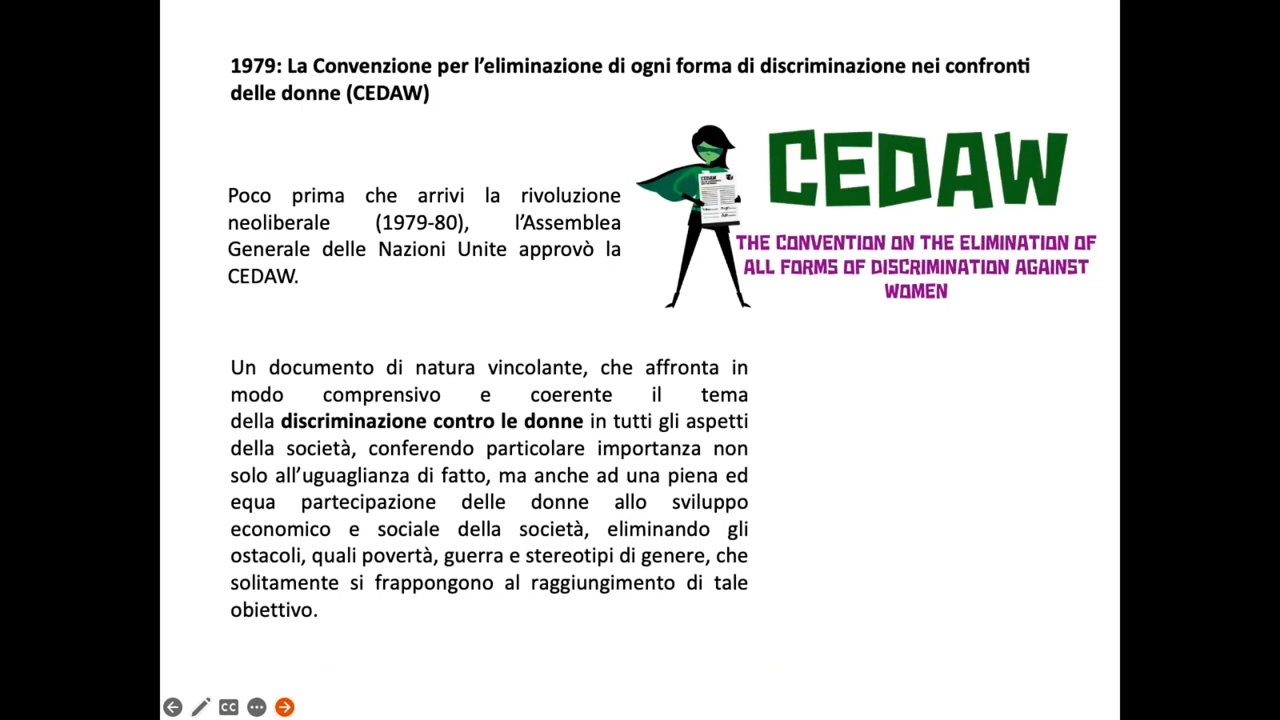 1979: La Convenzione per l’eliminazione di ogni forma di discriminazione nei confronti
delle donne (CEDAW)
Poco prima che arrivi la rivoluzione
neoliberale (1979-80), l’Assemblea
Generale delle Nazioni Unite approvò la
CEDAW.
CEDAW
CEDAW
THE CONVENTION ON THE ELIMINATION OF
ALL FORMS OF DISCRIMINATION AGAINST
WOMEN
Un documento di natura vincolante, che affronta in
modo comprensivo e coerente il tema
della discriminazione contro le donne in tutti gli aspetti
della società, conferendo particolare importanza non
solo all’uguaglianza di fatto, ma anche ad una piena ed
equa partecipazione delle donne allo sviluppo
economico e sociale della società, eliminando gli
ostacoli, quali povertà, guerra e stereotipi di genere, che
solitamente si frappongono al raggiungimento di tale
obiettivo.
CC